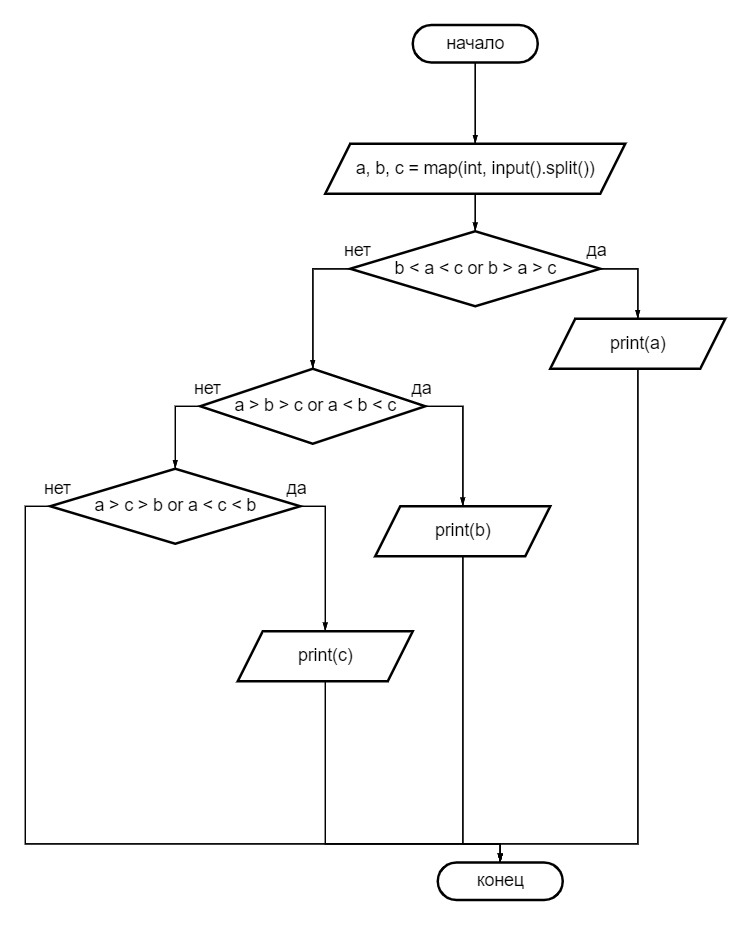 начало
a, b, c = map(int, input().split())
нет
да
b < a < c or b > a > c
print(a)
нет
да
a > b > c or a < b < c
нет
да
a > c > b or a < c < b
print(b)
print(c)
конец